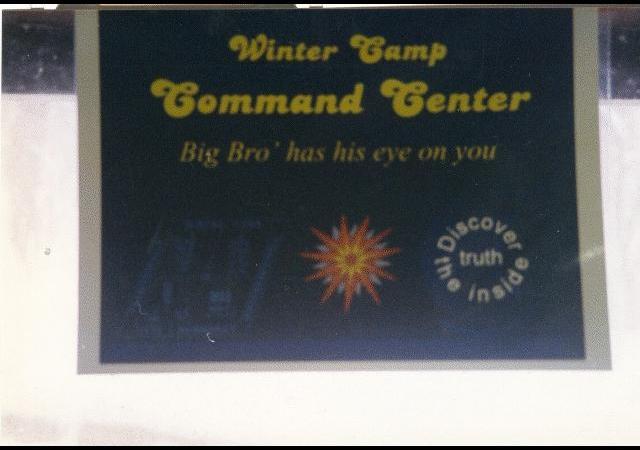 Winter Camp
Command Center
Big Bro' has his eye on you
Discover
the truth
inside